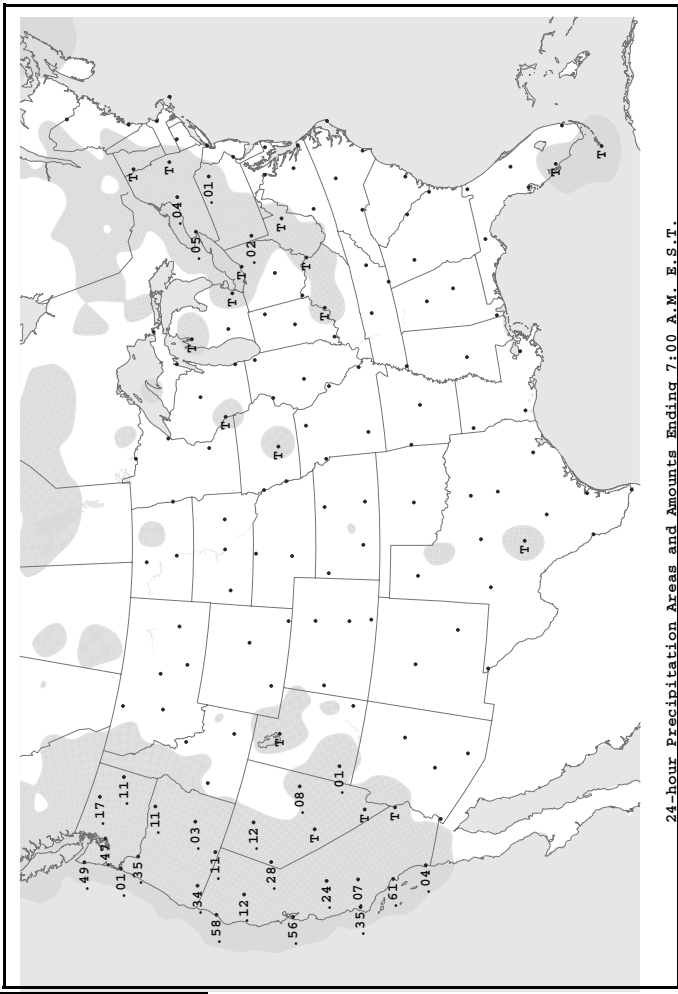 .49
.17
.47
.01
.11
T
.35
.11
T
.04
T
.03
.05
.34
.01
.11
.58
T
T
T
.12
.02
.12
.28
T
T
T
.56
.08
T
T
T
.24
.01
.07
.35
T
.61
T
.04
T
T
T
24-hour Precipitation Areas and Amounts Ending 7:00 A.M. E.S.T.